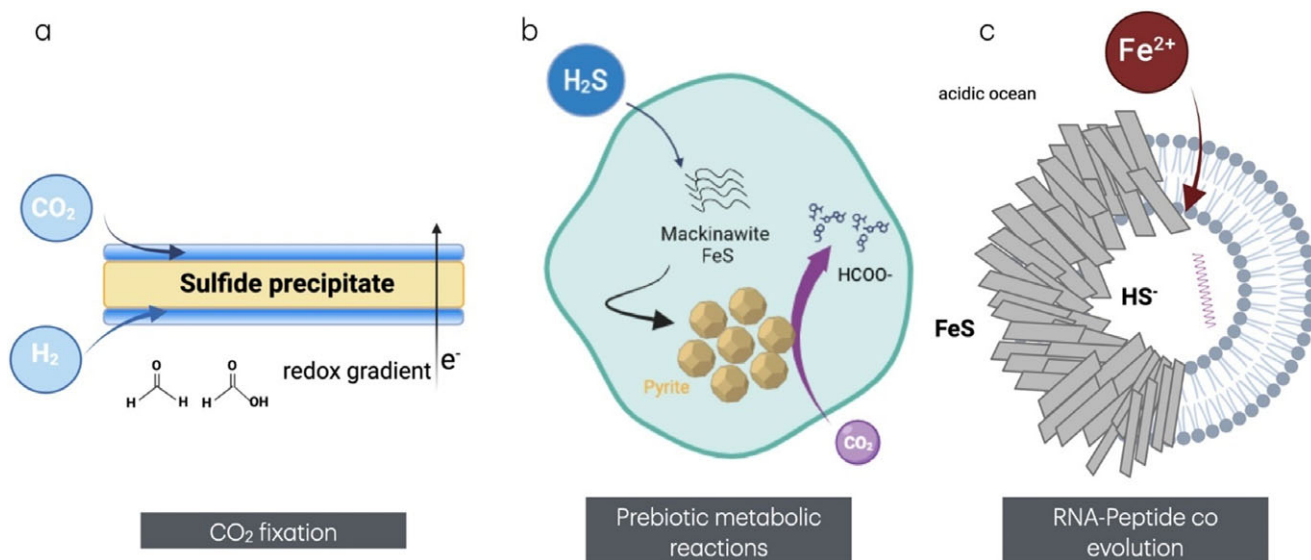 a
CO₂
H₂
Sulfide precipitate
redox gradient
e⁻
O
H
H
O
H
OH
CO₂ fixation
b
H₂S
Mackinawite
FeS
HCOO-
Pyrite
CO₂
Prebiotic metabolic
reactions
c
Fe²⁺
acidic ocean
HS⁻
FeS
RNA-Peptide co
evolution